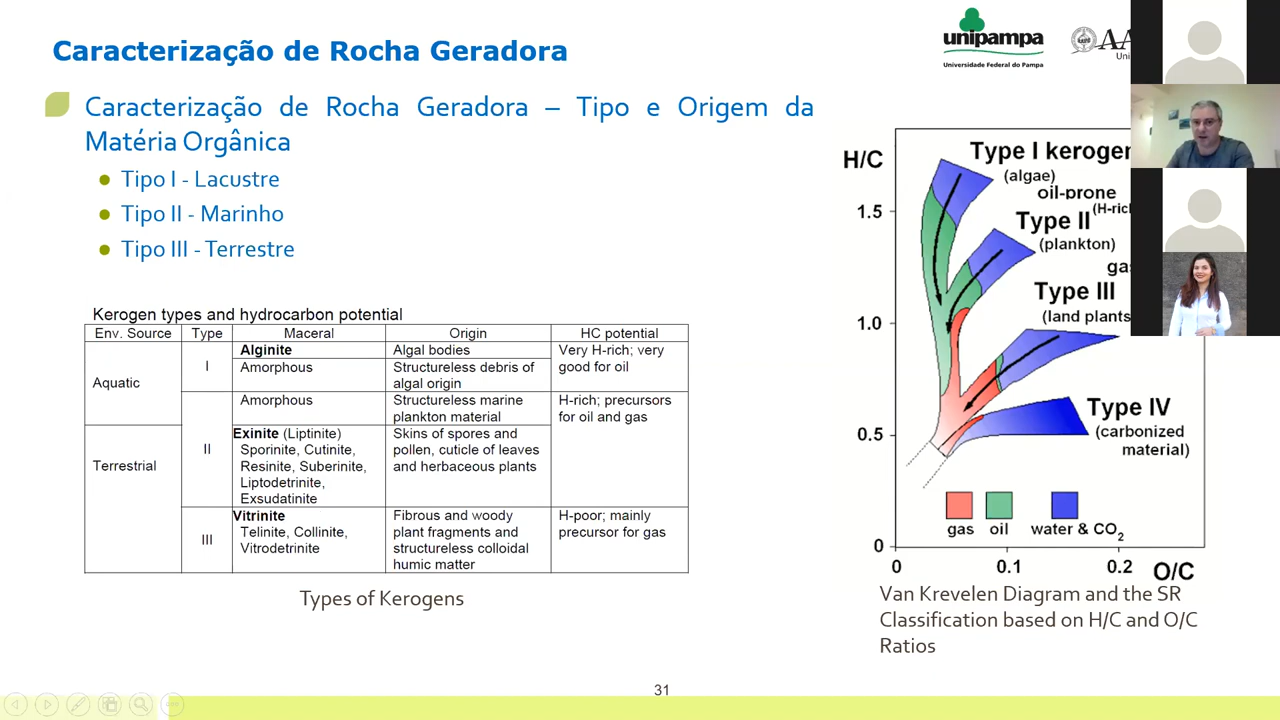 Caracterização de Rocha Geradora
unipampa
Universidade Federal do Pampa
Caracterização de Rocha Geradora – Tipo e Origem da
Matéria Orgânica
Tipo I - Lacustre
Tipo II - Marinho
Tipo III - Terrestre
Kerogen types and hydrocarbon potential
Env. Source Type Maceral Origin HC potential
Aquatic
I
Alginite
Algal bodies
Very H-rich; very
good for oil
Amorphous
Structureless debris of
algal origin
Amorphous
Structureless marine
plankton material
H-rich; precursors
for oil and gas
Terrestrial
II
Exinite (Liptinite)
Sporinite, Cutinite,
Resinite, Suberinite,
Liptodetrinite,
Exsudatinite
Skins of spores and
pollen, cuticle of leaves
and herbaceous plants
III
Vitrinite
Telinite, Collinite,
Vitrodetrinite
Fibrous and woody
plant fragments and
structureless colloidal
humic matter
H-poor; mainly
precursor for gas
Types of Kerogens
H/C
1.5
1.0
0.5
0
Type I kerogen
(algae)
oil-prone
Type II
(plankton)
Type III
(land plants
Type IV
(carbonized
material)
gas oil water & CO2
0 0.1 0.2 O/C
Van Krevelen Diagram and the SR
Classification based on H/C and O/C
Ratios
31